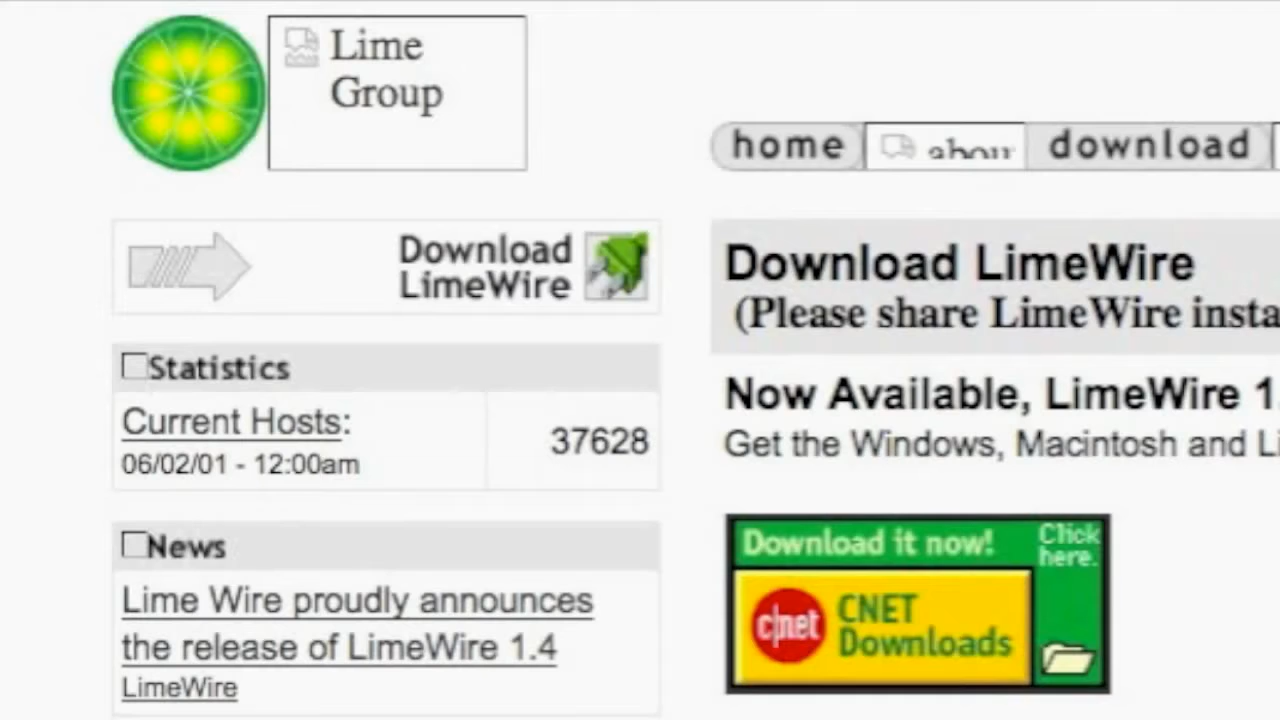 Lime
Group
home
download
Download
LimeWire
Download LimeWire
(Please share LimeWire
Statistics
Current Hosts:
37628
06/02/01 - 12:00am
Now Available, LimeWire 1.
Get the Windows, Macintosh and
News
Lime Wire proudly announces
the release of LimeWire 1.4
LimeWire
Download it now!
Click
here.
c|net
CNET
Downloads